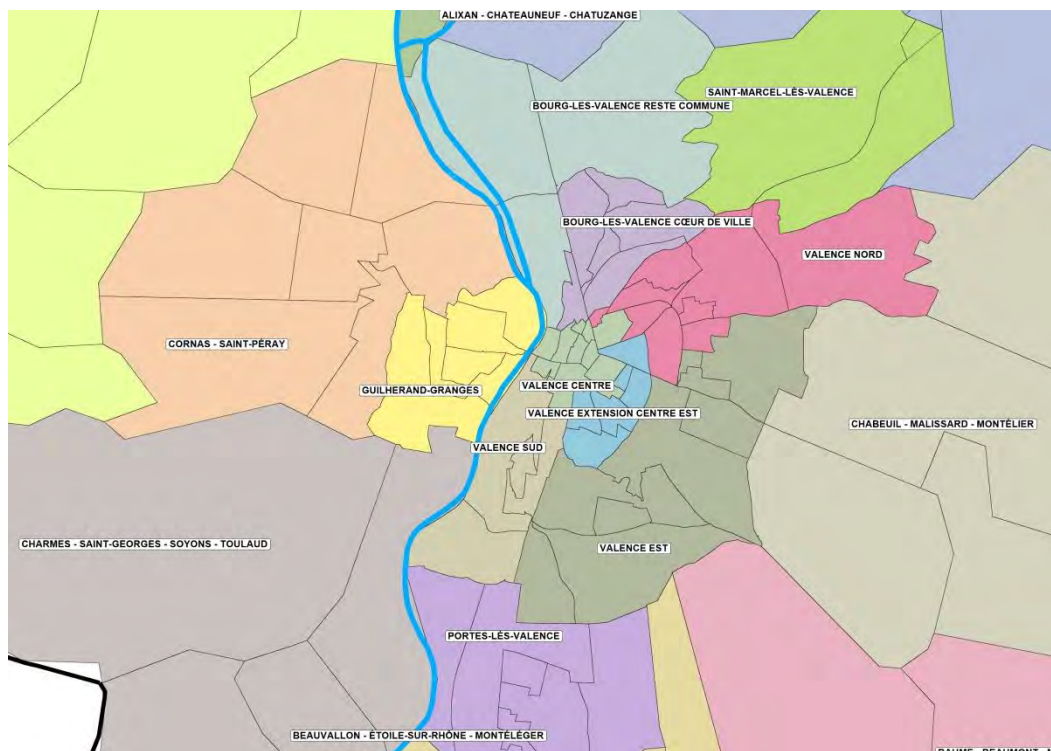 ALIXAN - CHATEAUNEUF - CHATUZANGE
SAINT-MARCEL-LÈS-VALENCE
BOURG-LES-VALENCE RESTE COMMUNE
BOURG-LES-VALENCE CŒUR DE VILLE
VALENCE NORD
CORNAS - SAINT-PÉRAY
GUILHERAND-GRANGES
VALENCE CENTRE
VALENCE EXTENSION CENTRE EST
CHABEUIL - MALISSARD - MONTÉLIER
VALENCE SUD
CHARMES - SAINT-GEORGES - SOYONS - TOULAUD
VALENCE EST
PORTES-LÈS-VALENCE
BEAUVALLON - ÉTOILE-SUR-RHÔNE - MONTÉLÉGER